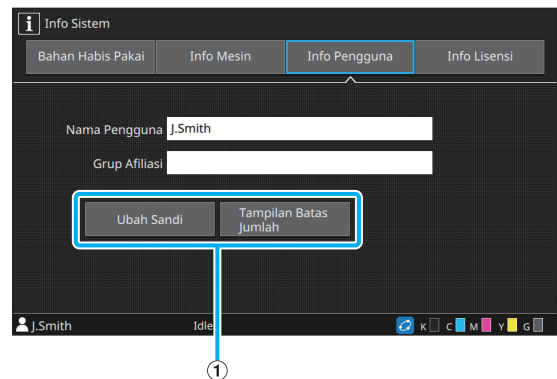 i Info Sistem
Bahan Habis Pakai Info Mesin Info Pengguna Info Lisensi
Nama Pengguna J.Smith
Grup Afiliasi
Ubah Sandi Tampilan Batas
Jumlah
J.Smith Idle K C M Y G
1